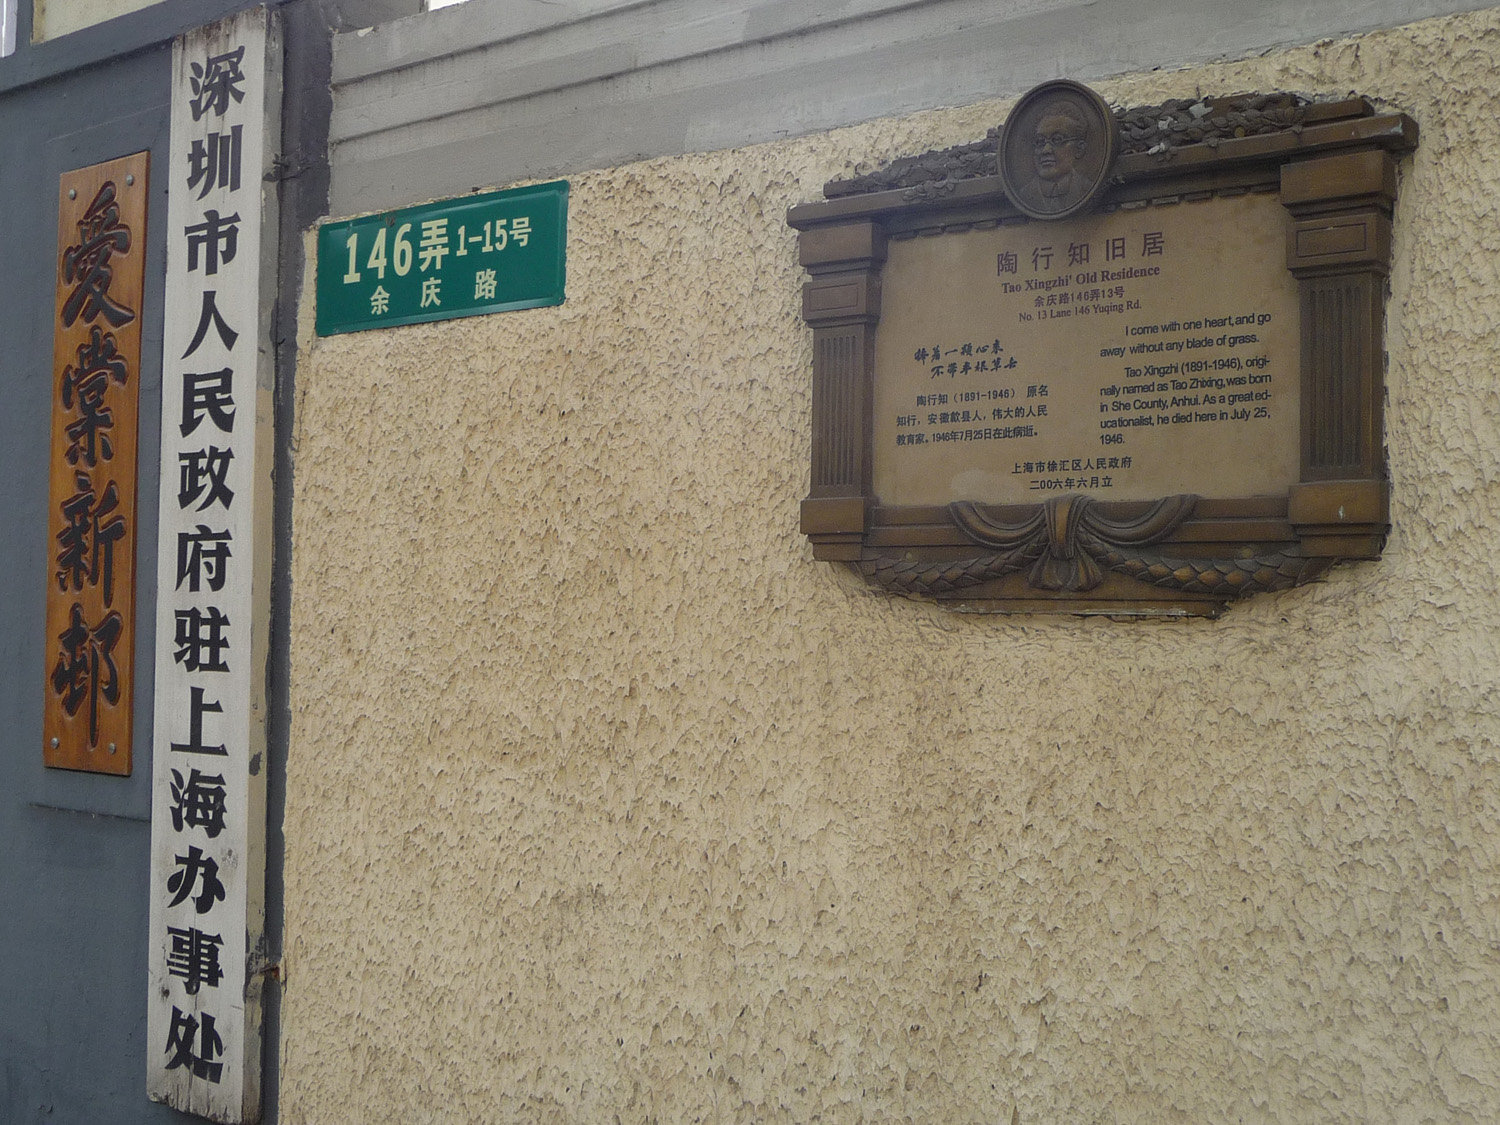 愛棠新邨
深圳市人民政府驻上海办事处
146弄1-15号
余庆路
陶行知旧居
Tao Xingzhi' Old Residence
余庆路146弄13号
No. 13 Lane 146 Yuqing Rd.
捧着一颗心来
不带半根草去
陶行知（1891-1946） 原名
知行，安徽歙县人，伟大的人民
教育家。1946年7月25日在此病逝。
I come with one heart, and go
away without any blade of grass.
Tao Xingzhi (1891-1946), origi-
nally named as Tao Zhixing, was born
in She County, Anhui. As a great ed-
ucationalist, he died here in July 25,
1946.
上海市徐汇区人民政府
二00六年六月立